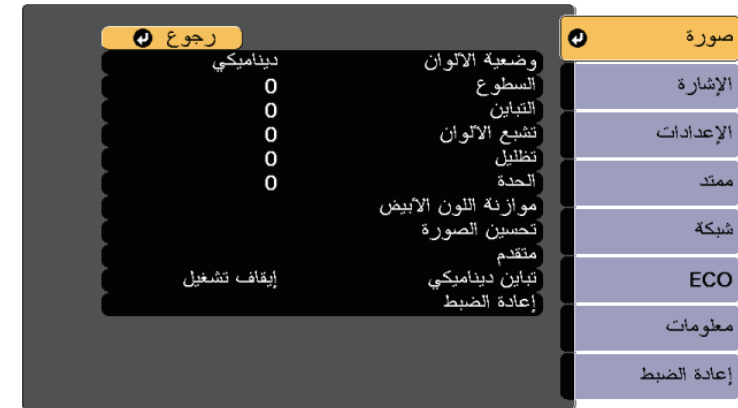 صورة
الإشارة
الإعدادات
ممتد
شبكة
ECO
معلومات
إعادة الضبط
رجوع
وضعية الألوان ديناميكي
السطوع 0
التباين 0
تشبع الألوان 0
تظليل 0
الحدة 0
موازنة اللون الأبيض
تحسين الصورة
متقدم
تباين ديناميكي إيقاف تشغيل
إعادة الضبط